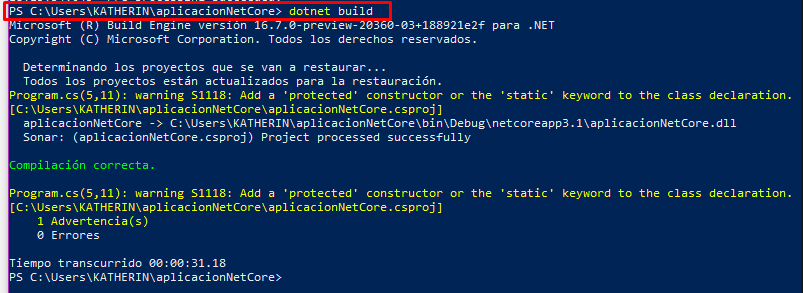 PS C:\Users\KATHERIN\aplicacionNetCore> dotnet build
Microsoft (R) Build Engine versión 16.7.0-preview-20360-03+188921e2f para .NET
Copyright (C) Microsoft Corporation. Todos los derechos reservados.
Determinando los proyectos que se van a restaurar...
Todos los proyectos están actualizados para la restauración.
Program.cs(5,11): warning S1118: Add a 'protected' constructor or the 'static' keyword to the class declaration.
[C:\Users\KATHERIN\aplicacionNetCore\aplicacionNetCore.csproj]
aplicacionNetCore -> C:\Users\KATHERIN\aplicacionNetCore\bin\Debug\netcoreapp3.1\aplicacionNetCore.dll
Sonar: (aplicacionNetCore.csproj) Project processed successfully
Compilación correcta.
Program.cs(5,11): warning S1118: Add a 'protected' constructor or the 'static' keyword to the class declaration.
[C:\Users\KATHERIN\aplicacionNetCore\aplicacionNetCore.csproj]
1 Advertencia(s)
0 Errores
Tiempo transcurrido 00:00:31.18
PS C:\Users\KATHERIN\aplicacionNetCore>